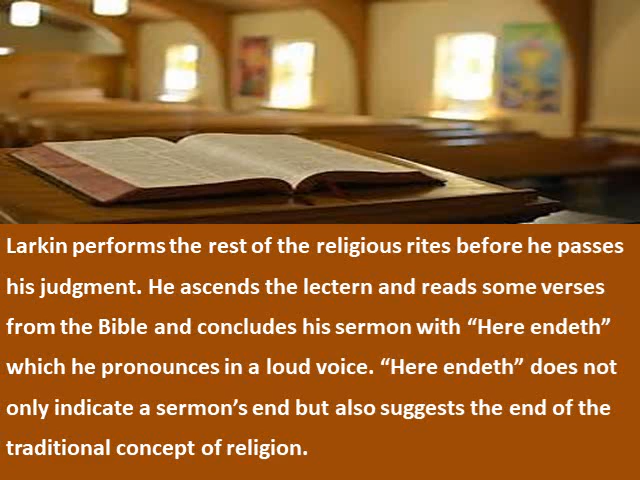 Larkin performs the rest of the religious rites before he passes
his judgment. He ascends the lectern and reads some verses
from the Bible and concludes his sermon with “Here endeth”
which he pronounces in a loud voice. “Here endeth” does not
only indicate a sermon’s end but also suggests the end of the
traditional concept of religion.